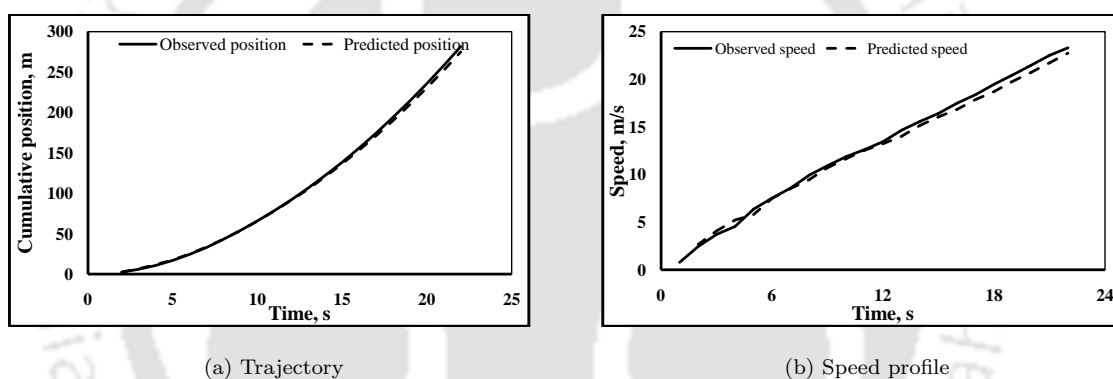 Observed position Predicted position
300
250
200
150
100
50
0
0 5 10 15 20 25
Cumulative position, m
Time, s
(a) Trajectory
Observed speed Predicted speed
25
20
15
10
5
0
0 6 12 18 24
Speed, m/s
Time, s
(b) Speed profile